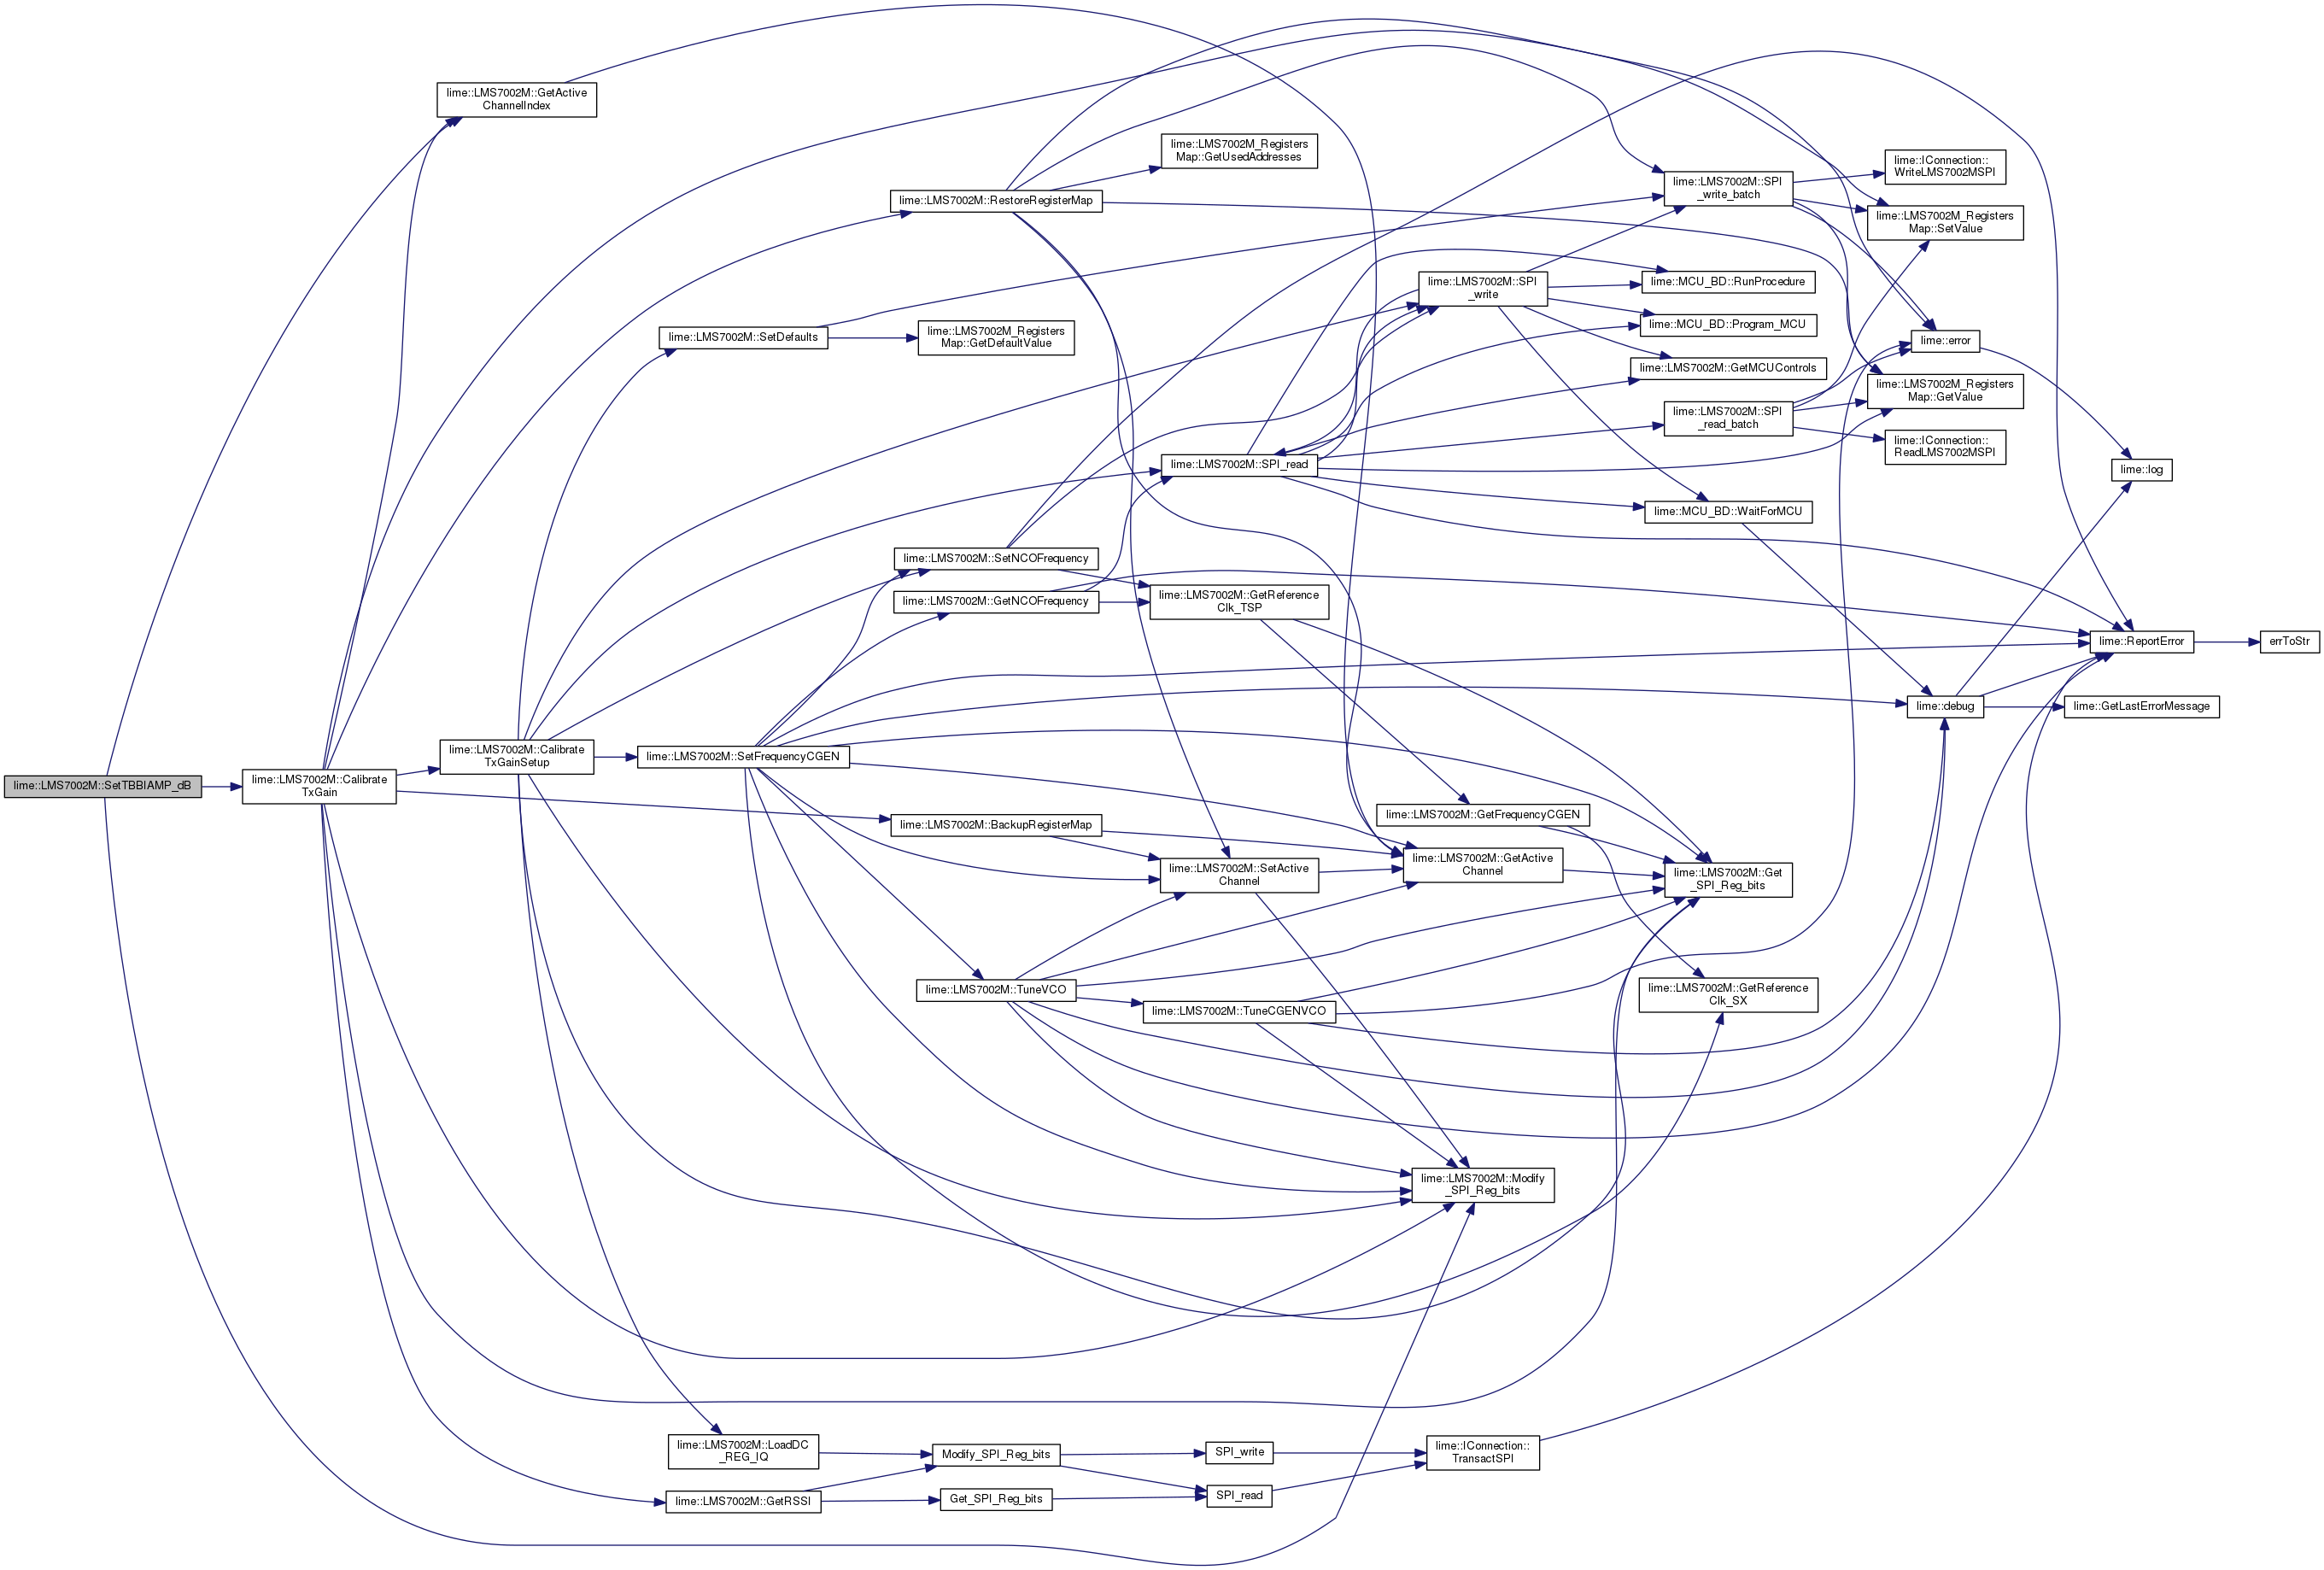 lime::LMS7002M::GetActive
ChannelIndex
lime::LMS7002M_Registers
Map::GetUsedAddresses
lime::IConnection::
WriteLMS7002MSPI
lime::LMS7002M::SPI
_write_batch
lime::LMS7002M::RestoreRegisterMap
lime::LMS7002M_Registers
Map::SetValue
lime::LMS7002M::SPI
_write
lime::MCU_BD::RunProcedure
lime::MCU_BD::Program_MCU
lime::LMS7002M::SetDefaults
lime::LMS7002M_Registers
Map::GetDefaultValue
lime::error
lime::LMS7002M::GetMCUControls
lime::LMS7002M_Registers
Map::GetValue
lime::LMS7002M::SPI
_read_batch
lime::IConnection::
ReadLMS7002MSPI
lime::LMS7002M::SPI_read
lime::log
lime::MCU_BD::WaitForMCU
lime::LMS7002M::SetNCOFrequency
lime::LMS7002M::GetNCOFrequency
lime::LMS7002M::GetReference
Clk_TSP
lime::ReportError
errToStr
lime::debug
lime::GetLastErrorMessage
lime::LMS7002M::Calibrate
TxGainSetup
lime::LMS7002M::SetFrequencyCGEN
lime::LMS7002M::SetTBBIAMP_dB
lime::LMS7002M::Calibrate
TxGain
lime::LMS7002M::GetFrequencyCGEN
lime::LMS7002M::BackupRegisterMap
lime::LMS7002M::SetActive
Channel
lime::LMS7002M::GetActive
Channel
lime::LMS7002M::Get
_SPI_Reg_bits
lime::LMS7002M::TuneVCO
lime::LMS7002M::TuneCGENVCO
lime::LMS7002M::GetReference
Clk_SX
lime::LMS7002M::Modify
_SPI_Reg_bits
lime::LMS7002M::LoadDC
_REG_IQ
Modify_SPI_Reg_bits
SPI_write
lime::IConnection::
TransactSPI
lime::LMS7002M::GetRSSI
Get_SPI_Reg_bits
SPI_read